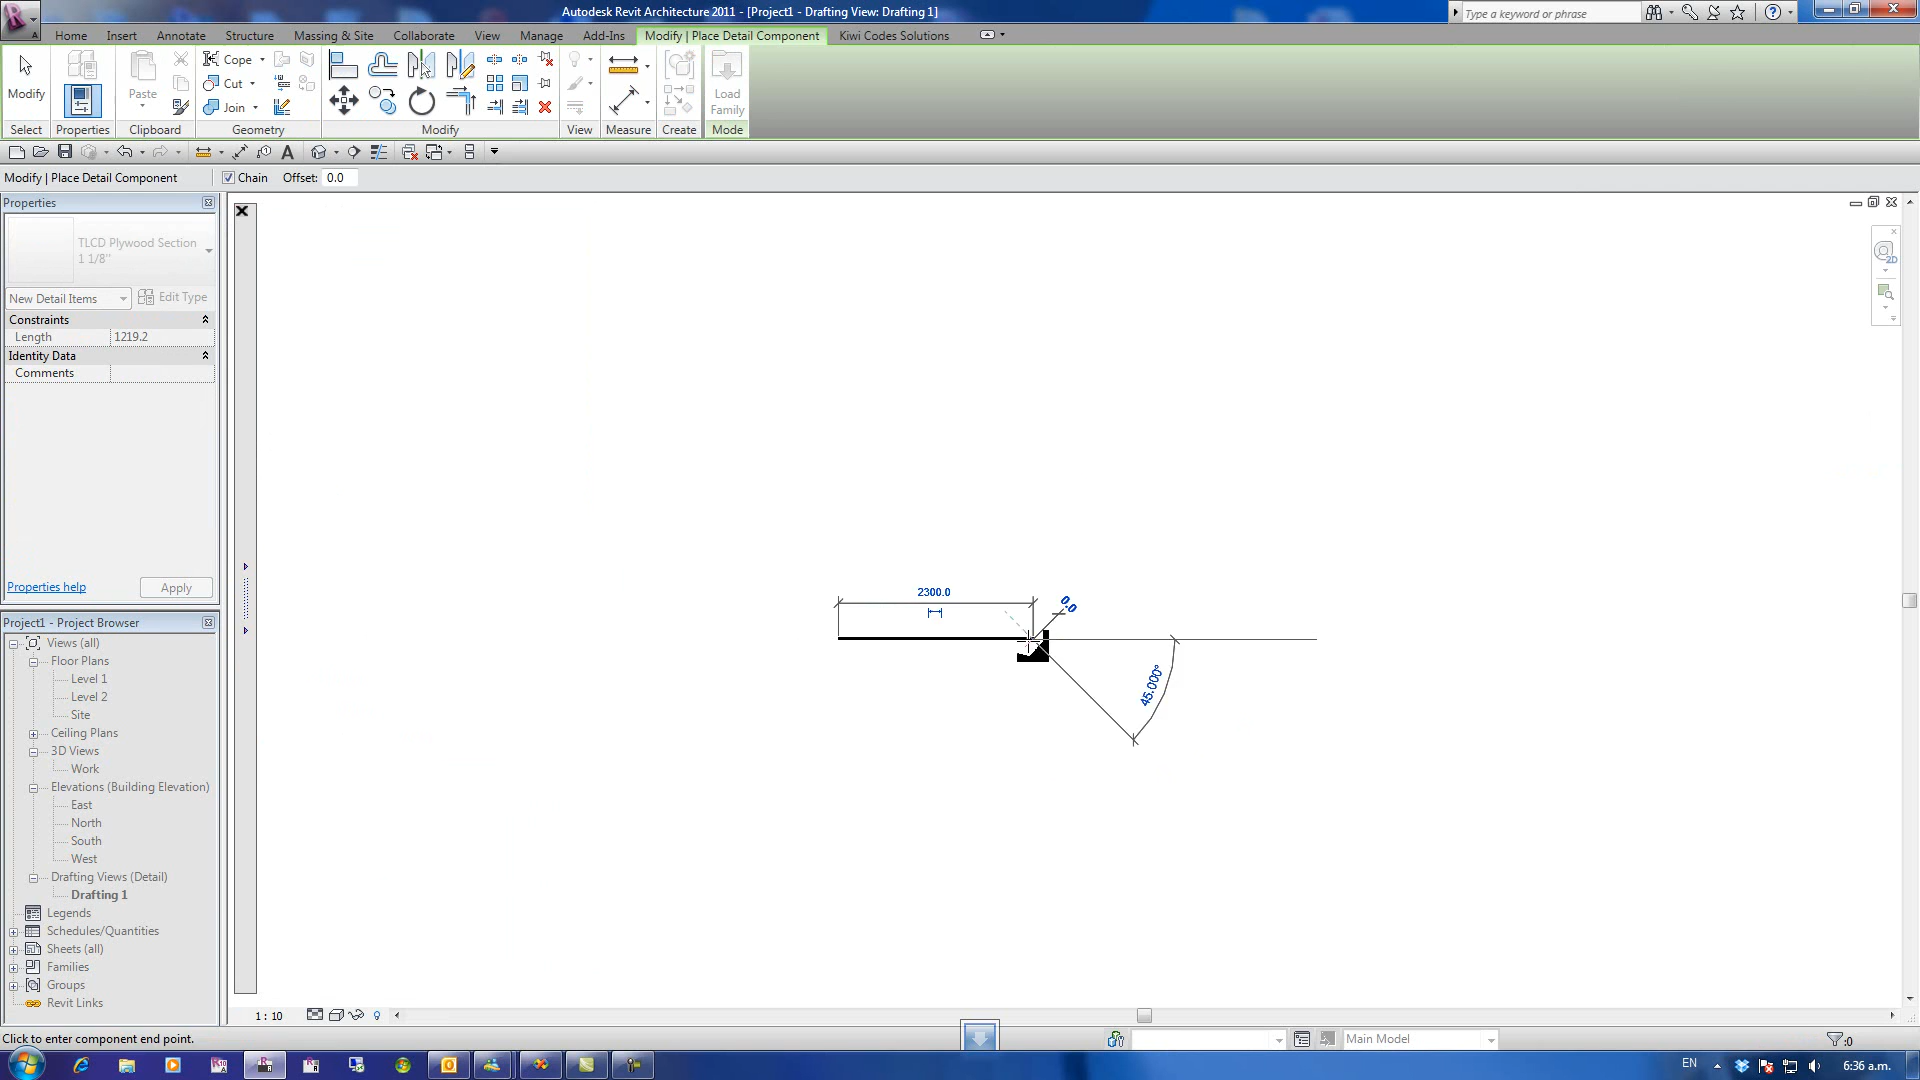 Autodesk Revit Architecture 2011 - [Project1 - Drafting View: Drafting 1]
Type a keyword or phrase
Home Insert Annotate Structure Massing & Site Collaborate View Manage Add-Ins Modify | Place Detail Component Kiwi Codes Solutions
Modify
Paste
Cope
Cut
Join
Load
Family
Select Properties Clipboard Geometry Modify View Measure Create Mode
Modify | Place Detail Component Chain Offset: 0.0
Properties
TLCD Plywood Section
1 1/8"
New Detail Items Edit Type
Constraints
Length 1219.2
Identity Data
Comments
Properties help Apply
2300.0
0.0
45.000°
2D
Project1 - Project Browser
Views (all)
Floor Plans
Level 1
Level 2
Site
Ceiling Plans
3D Views
Work
Elevations (Building Elevation)
East
North
South
West
Drafting Views (Detail)
Drafting 1
Legends
Schedules/Quantities
Sheets (all)
Families
Groups
Revit Links
1 : 10
Click to enter component end point.
Main Model
:0
EN
6:36 a.m.